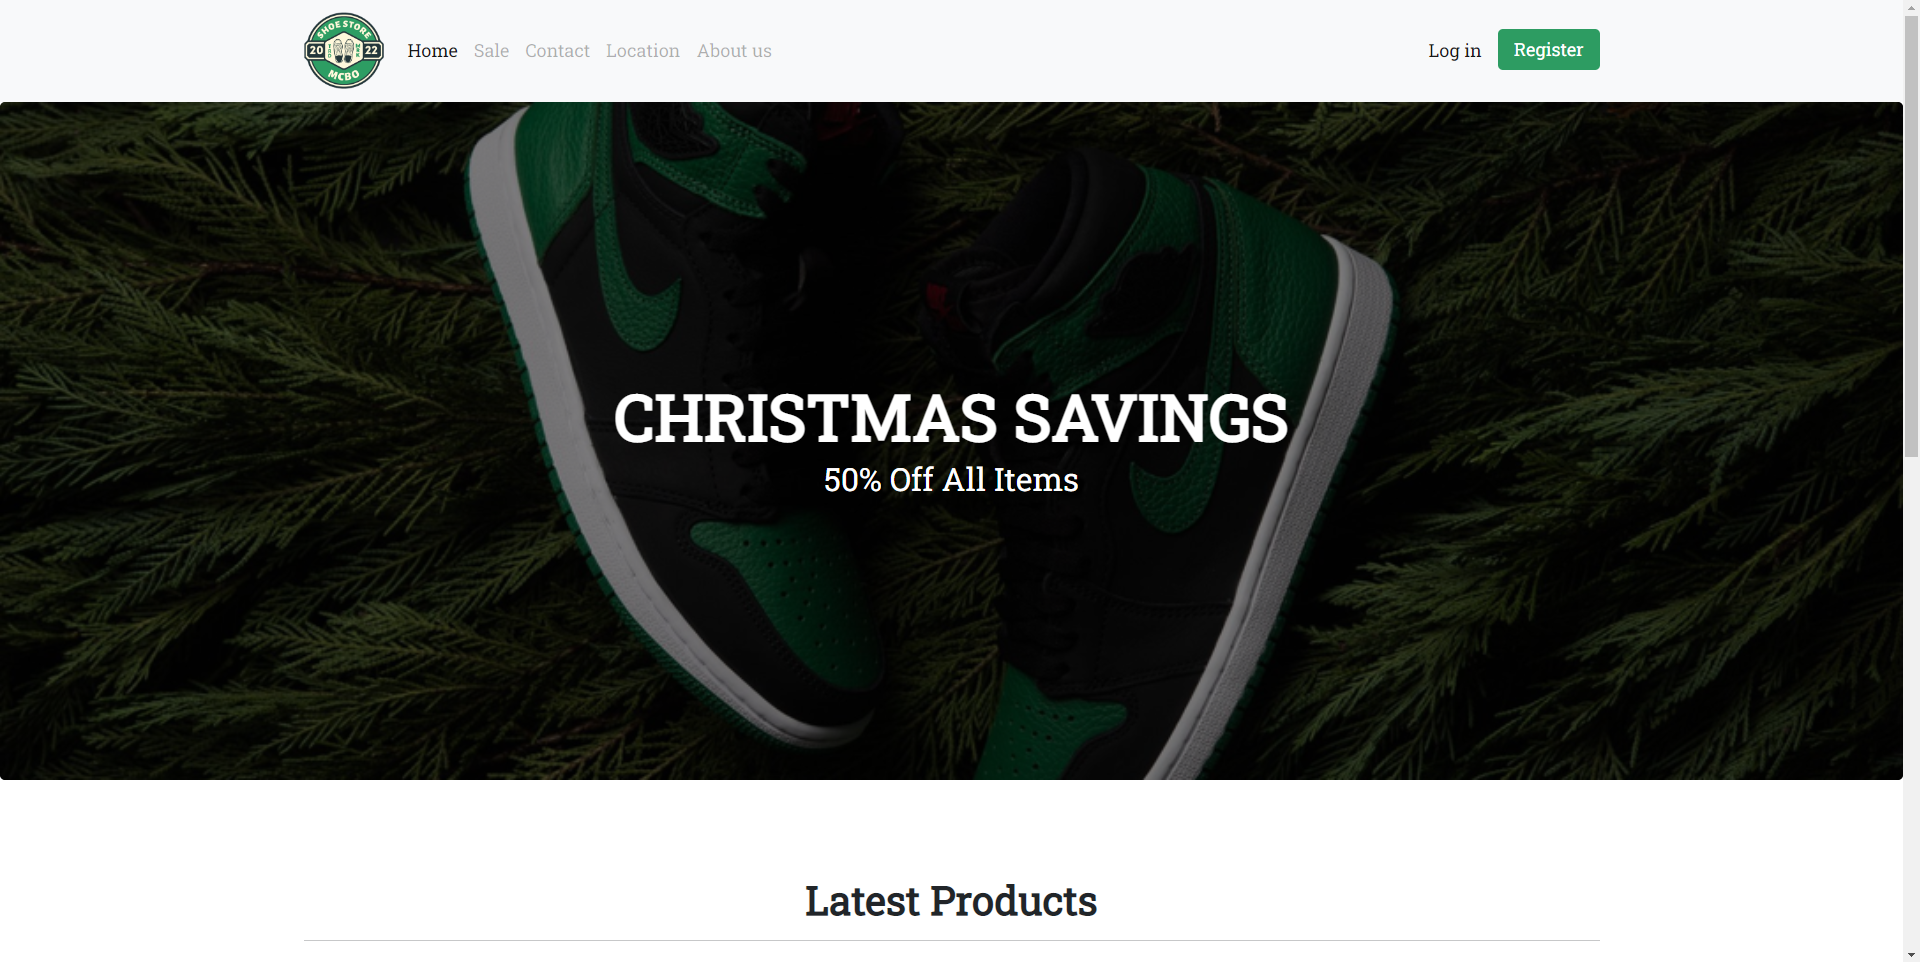 SHOE STORE
20 22
MCBO
Home Sale Contact Location About us
Log in Register
CHRISTMAS SAVINGS
50% Off All Items
Latest Products